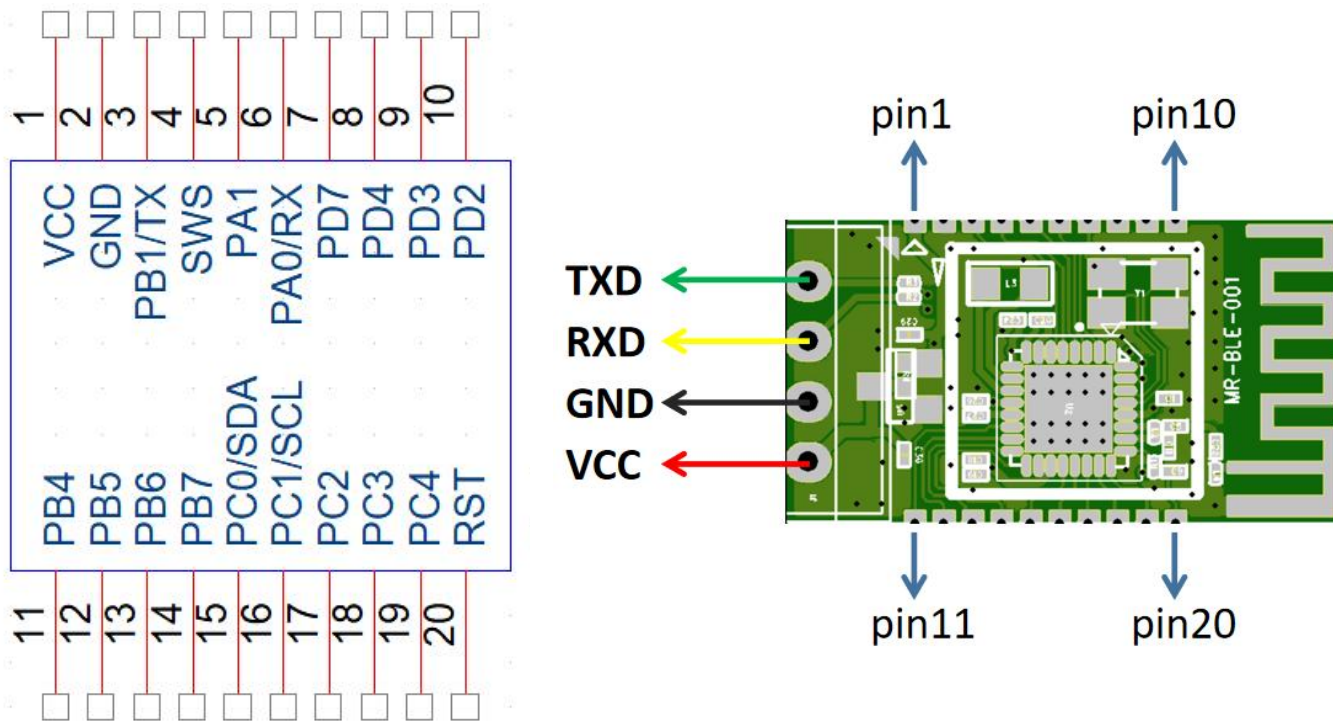 1 2 3 4 5 6 7 8 9 10
VCC GND PB1/TX SWS PA1 PA0/RX PD7 PD4 PD3 PD2
PB4 PB5 PB6 PB7 PC0/SDA PC1/SCL PC2 PC3 PC4 RST
11 12 13 14 15 16 17 18 19 20
pin1 pin10
TXD
RXD
GND
VCC
L3
Y1
MR-BLE-001
pin11 pin20